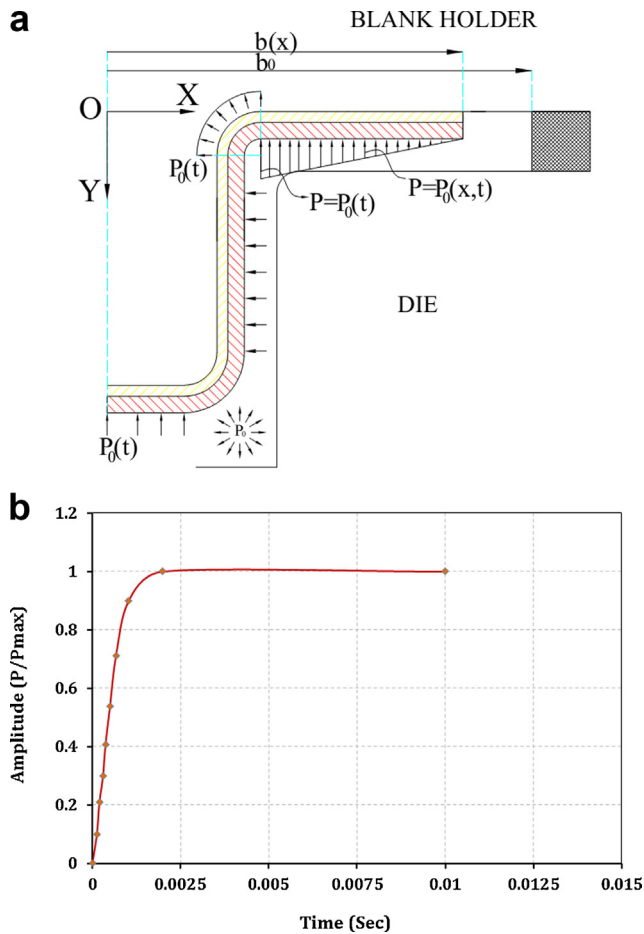 a
BLANK HOLDER
b(x)
b₀
O
X
P₀(t)
Y
P=P₀(t)
P=P₀(x,t)
DIE
P₀
P₀(t)
b
1.2
1
0.8
0.6
0.4
0.2
0
0 0.0025 0.005 0.0075 0.01 0.0125 0.015
Amplitude (P/Pmax)
Time (Sec)